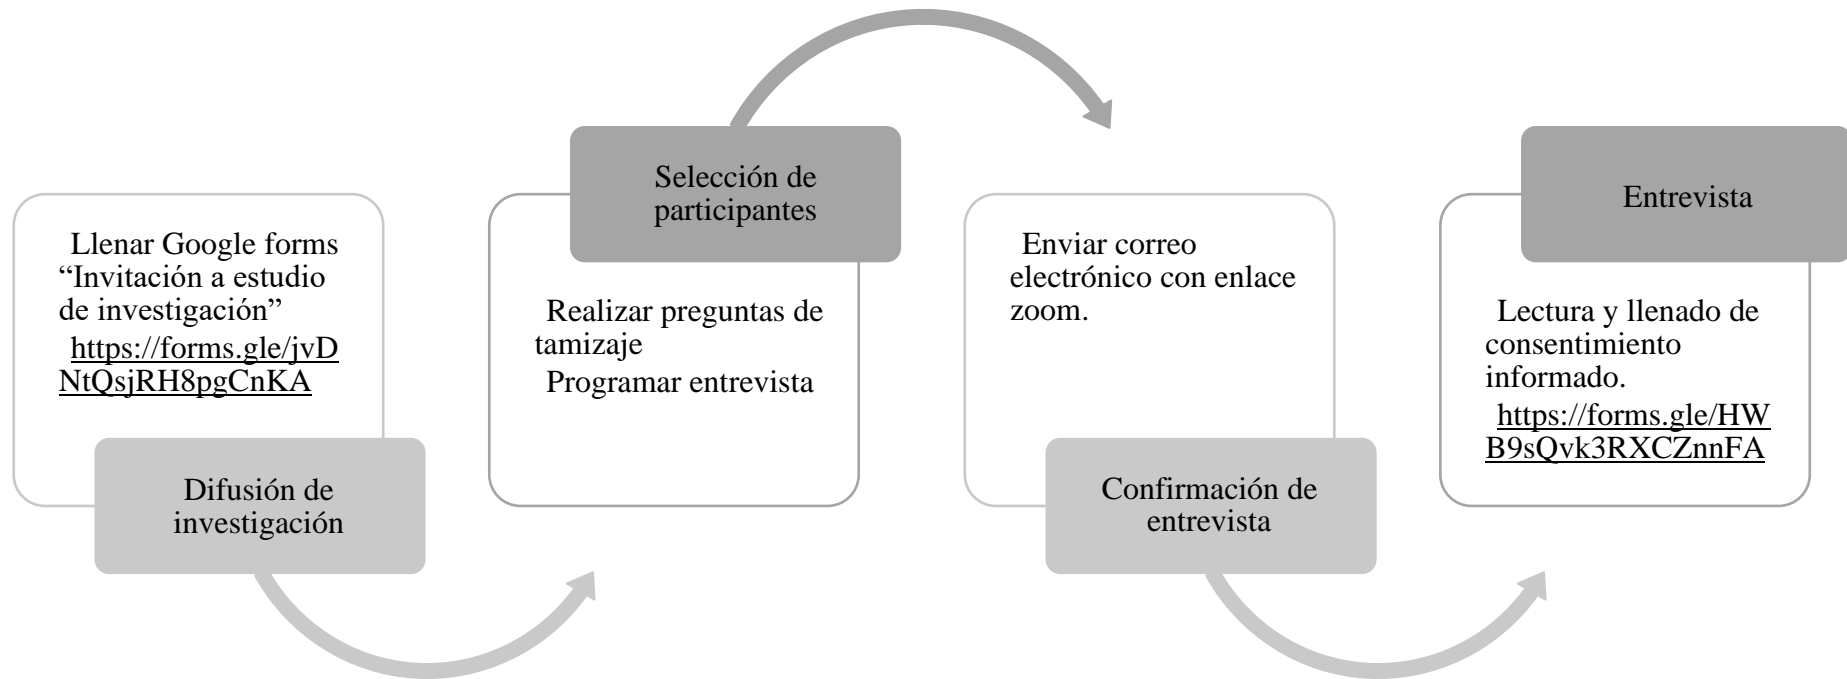 Llenar Google forms
“Invitación a estudio
de investigación”
https://forms.gle/jvD
NtQsjRH8pgCnKA
Difusión de
investigación
Selección de
participantes
Realizar preguntas de
tamizaje
Programar entrevista
Enviar correo
electrónico con enlace
zoom.
Confirmación de
entrevista
Entrevista
Lectura y llenado de
consentimiento
informado.
https://forms.gle/HW
B9sQvk3RXCZnnFA